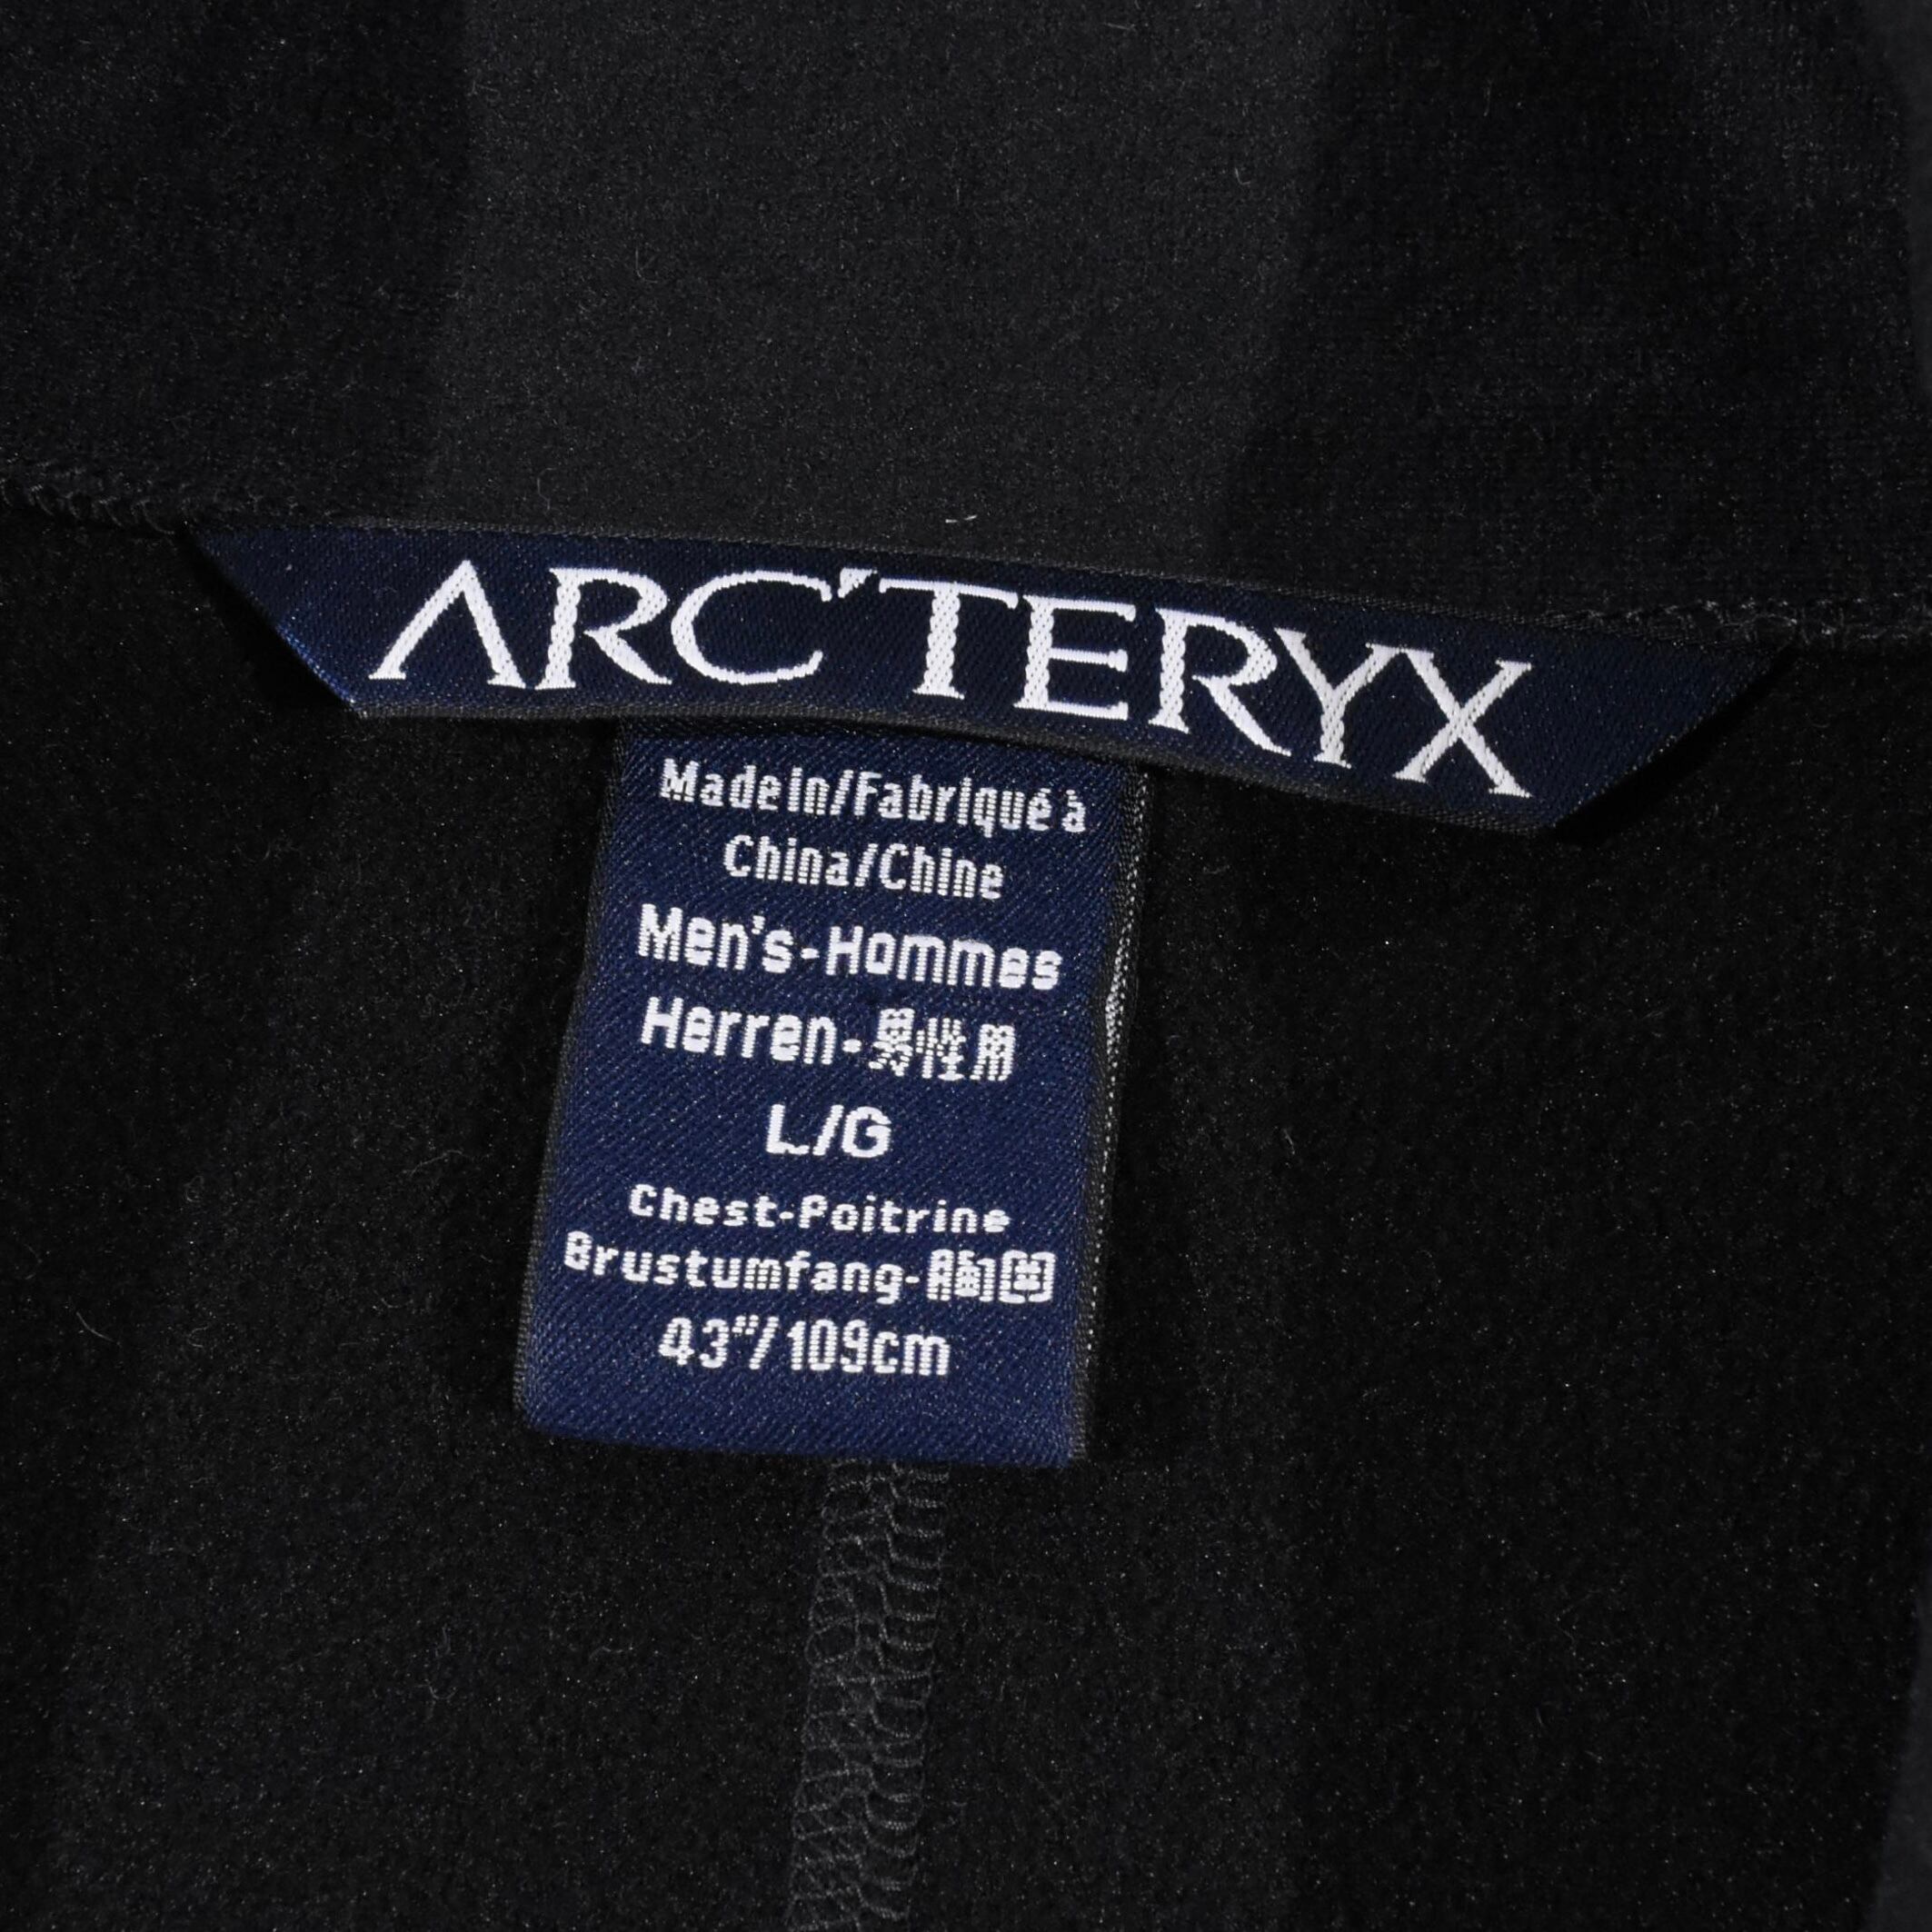 ARC'TERYX
Made in/Fabriqué à
China/Chine
Men's-Hommes
Herren-男性用
L/G
Chest-Poitrine
Brustumfang-胸囲
43"/109cm